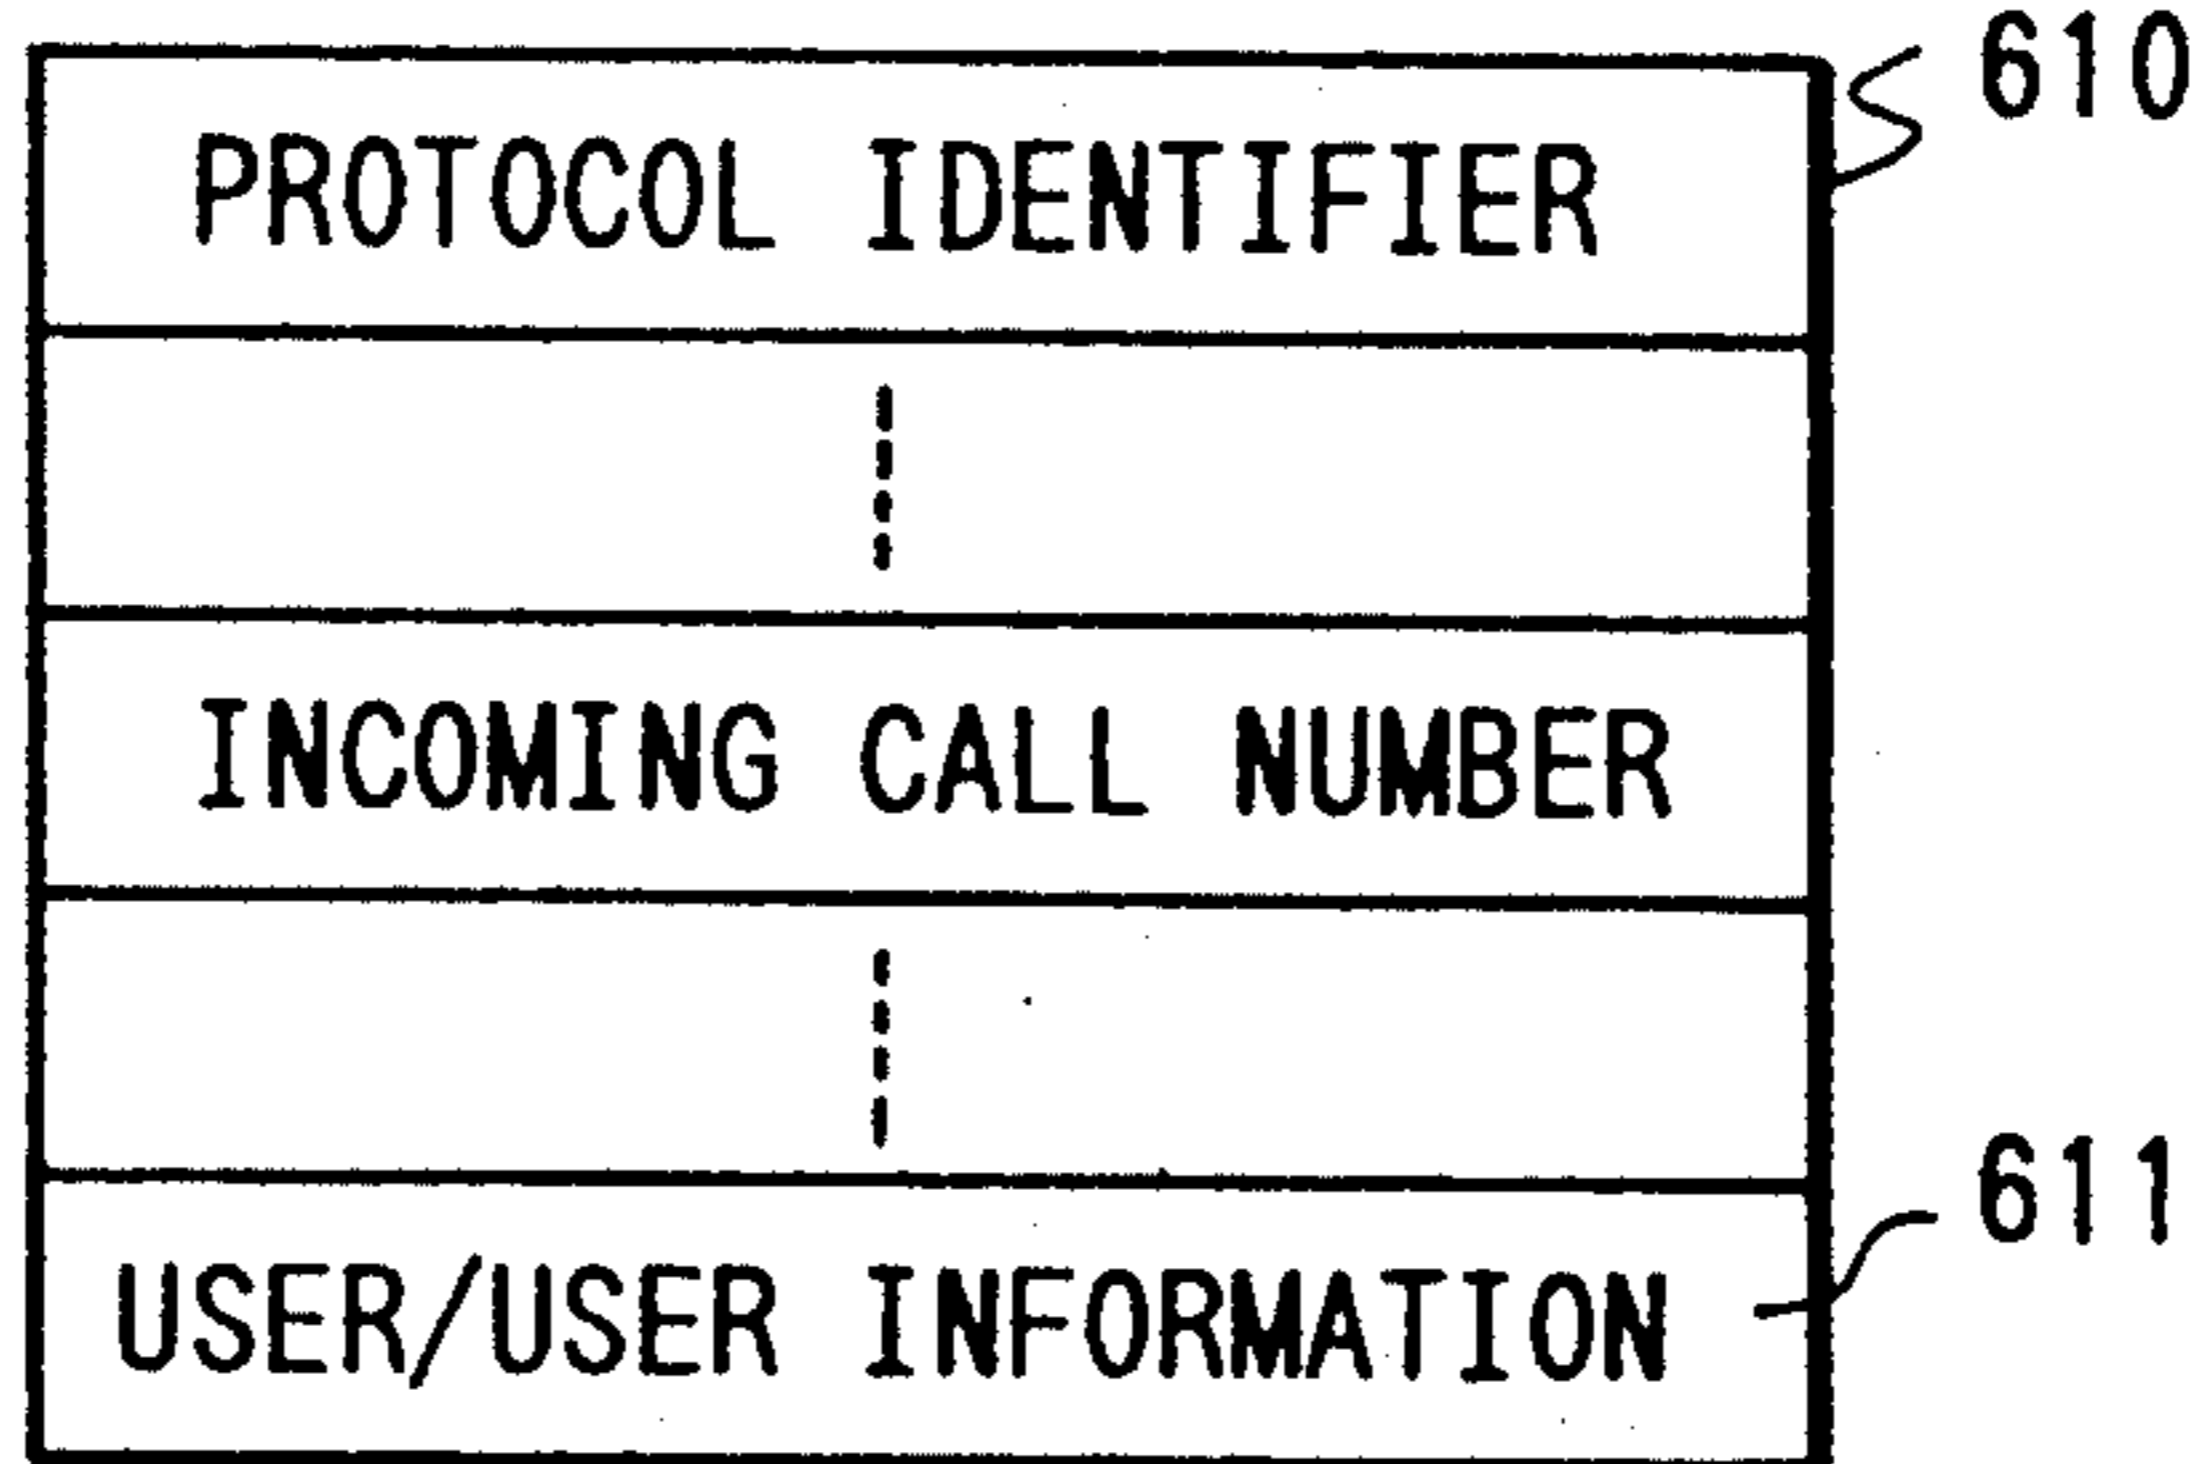 610
PROTOCOL IDENTIFIER
INCOMING CALL NUMBER
611
USER/USER INFORMATION